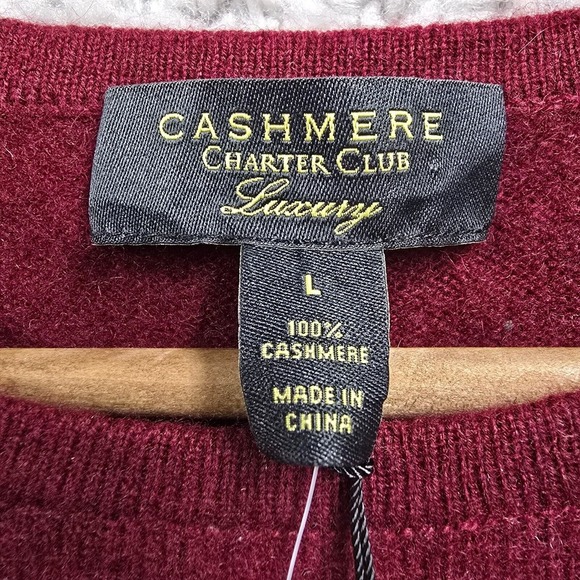 CASHMERE
CHARTER CLUB
Luxury
L
100%
CASHMERE
MADE IN
CHINA